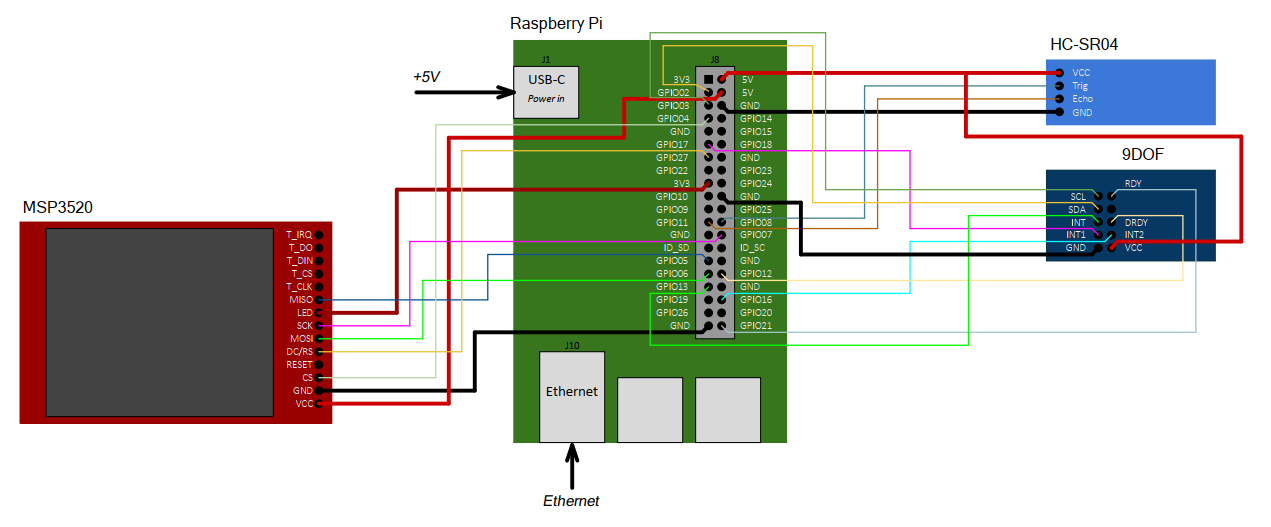 Raspberry Pi
J1
USB-C
Power in
+5V
J8
3V3 5V
GPIO02 5V
GPIO03 GND
GPIO04 GPIO14
GND GPIO15
GPIO17 GPIO18
GPIO27 GND
GPIO22 GPIO23
3V3 GPIO24
GPIO10 GND
GPIO09 GPIO25
GPIO11 GPIO08
GND GPIO07
ID_SD ID_SC
GPIO05 GND
GPIO06 GPIO12
GPIO13 GND
GPIO19 GPIO16
GPIO26 GPIO20
GND GPIO21
J10
Ethernet
Ethernet
HC-SR04
VCC
Trig
Echo
GND
9DOF
RDY
SCL
SDA
INT DRDY
INT1 INT2
GND VCC
MSP3520
T_IRQ
T_DO
T_DIN
T_CS
T_CLK
MISO
LED
SCK
MOSI
DC/RS
RESET
CS
GND
VCC